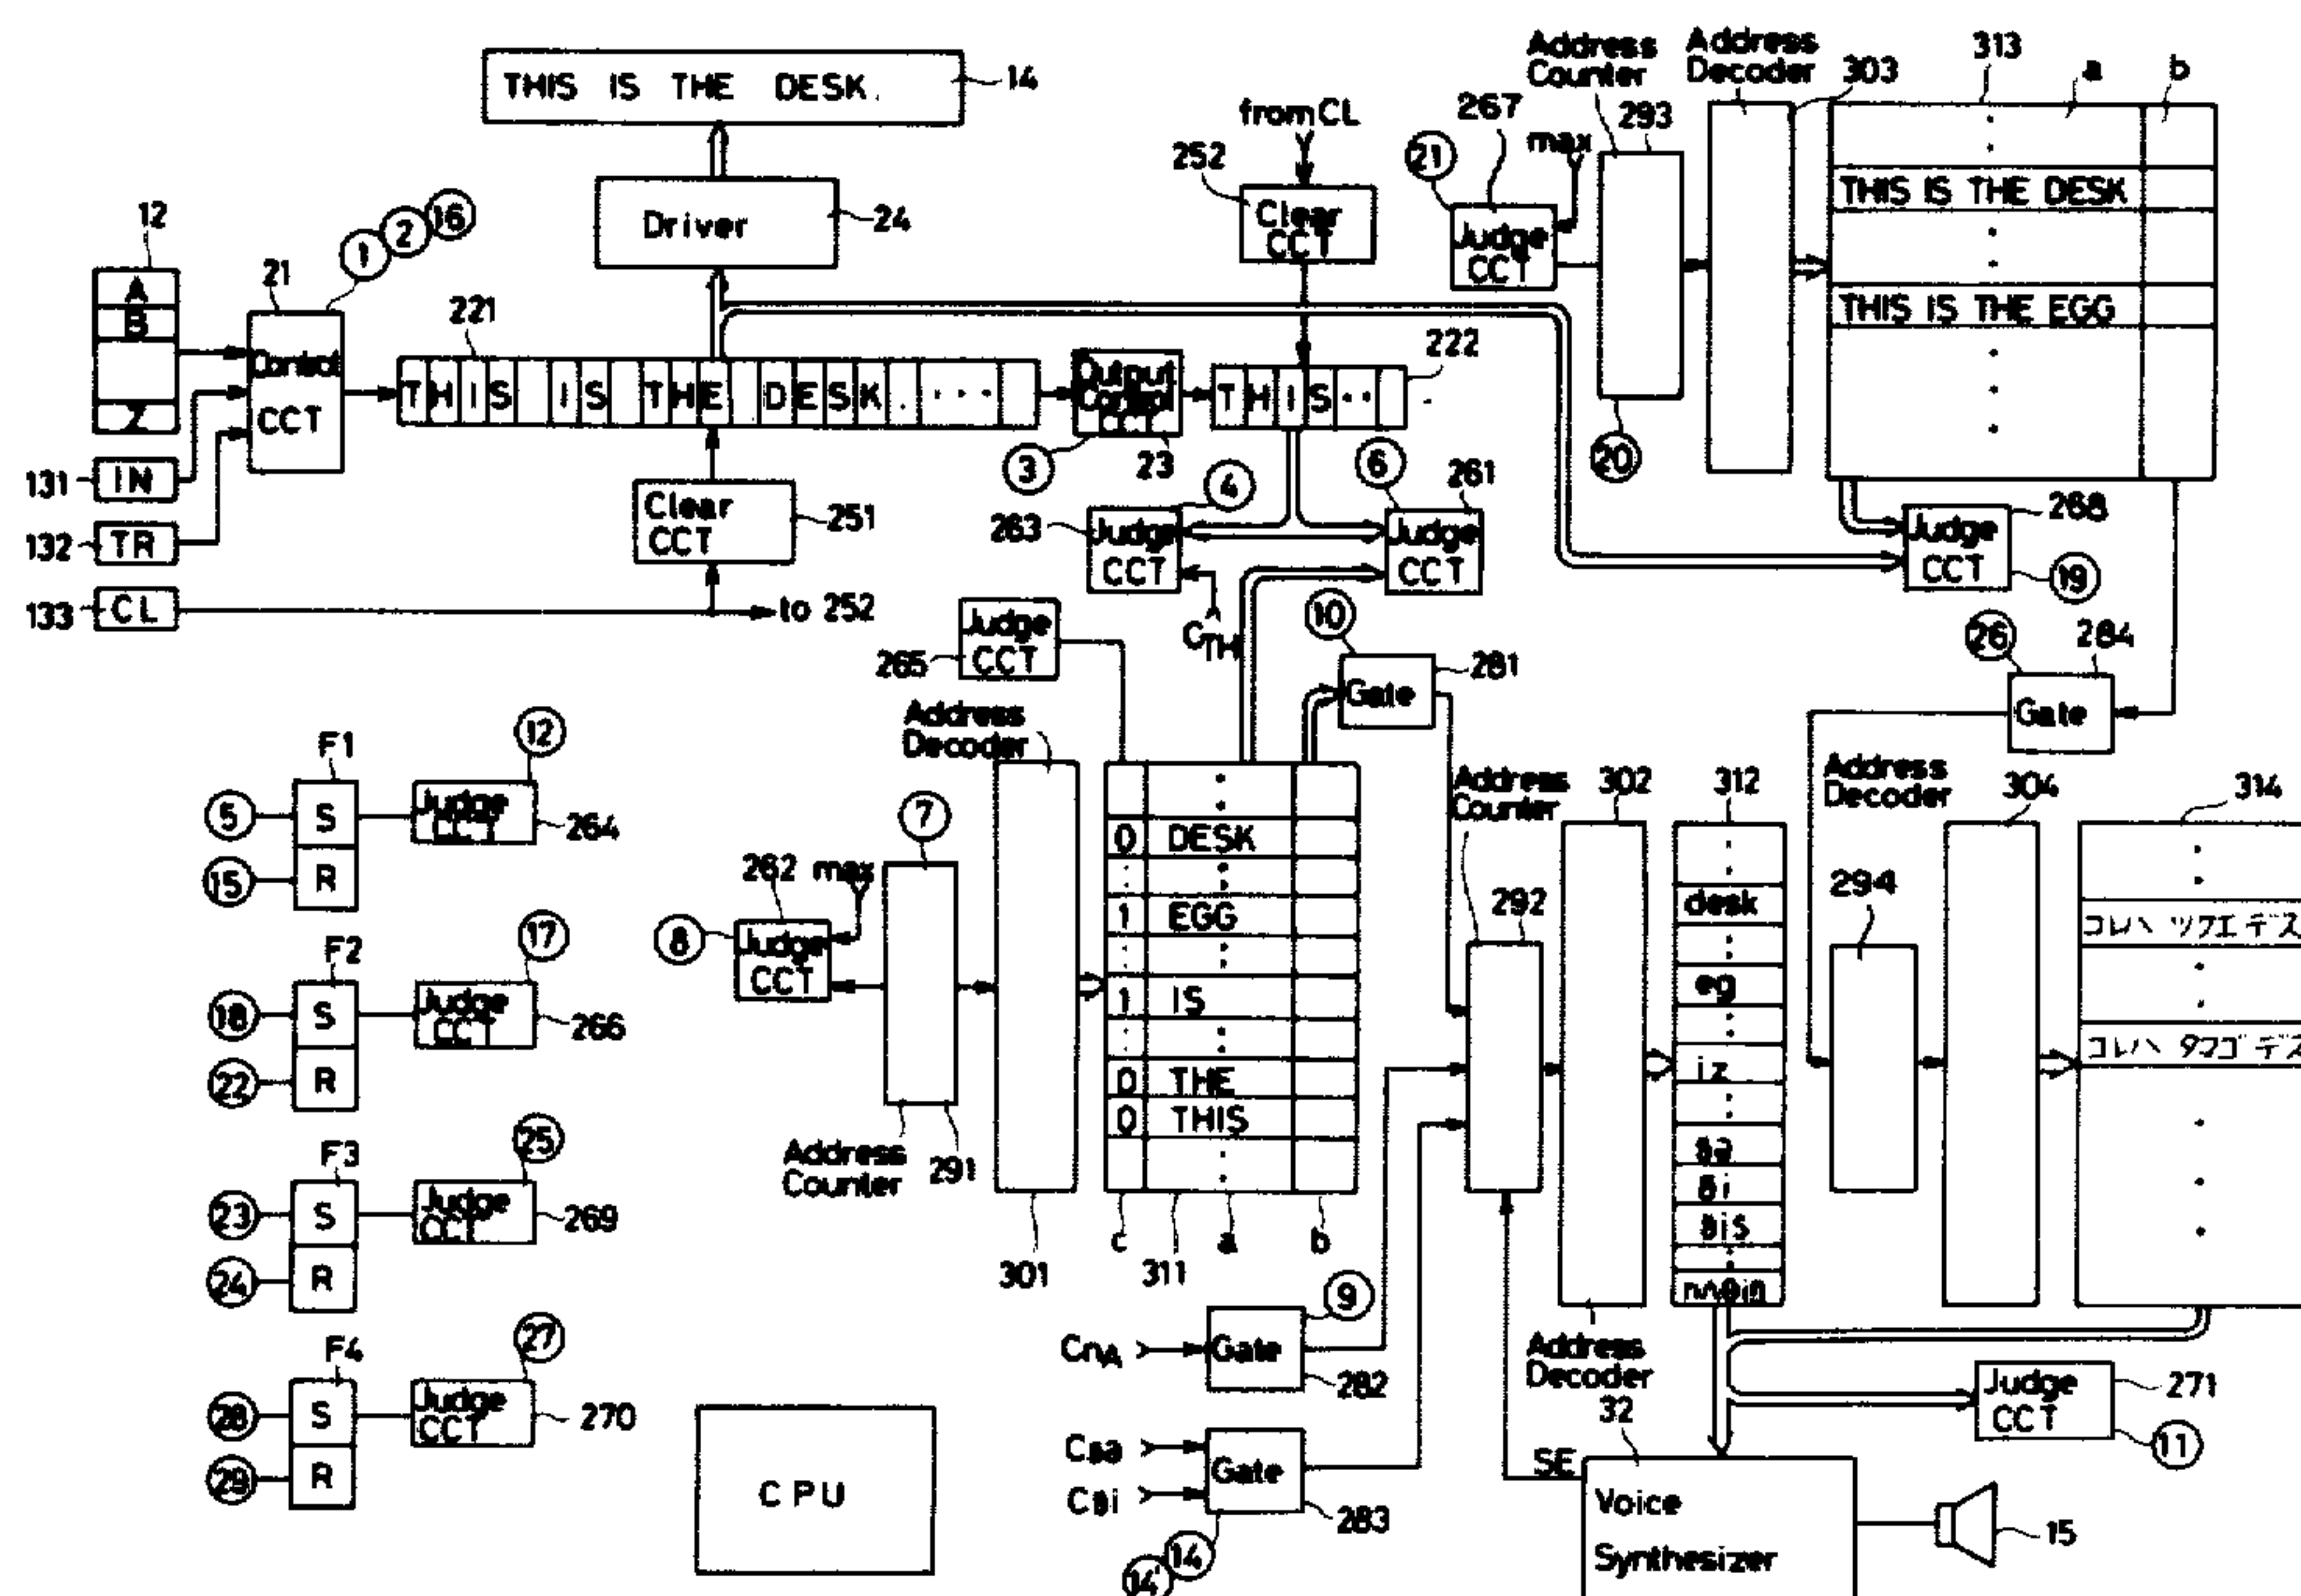 THIS IS THE DESK.
14
Driver
24
from CL
252
Clear CCT
Address Counter
293
Address Decoder
303
313
a
b
267
21
max
Judge CCT
20
THIS IS THE DESK
THIS IS THE EGG
12
A
B
Z
21
1
2
16
Control CCT
221
T H I S I S T H E D E S K .
Output Control CCT
3
23
T H I S
222
131 IN
132 TR
133 CL
Clear CCT
251
to 252
263
4
Judge CCT
CTH
6
261
Judge CCT
268
Judge CCT
19
265
Judge CCT
10
281
Gate
26
284
Gate
F1
5
S
15
R
12
Judge CCT
264
F2
18
S
22
R
17
Judge CCT
266
F3
23
S
24
R
25
Judge CCT
269
F4
28
S
29
R
27
Judge CCT
270
8
262
max
Judge CCT
7
Address Counter
291
Address Decoder
301
0 DESK
1 EGG
1 IS
0 THE
0 THIS
c
311
a
b
Address Counter
292
302
Address Decoder
312
desk
eg
iz
294
Address Decoder
304
314
コレハ ツクエ デス
コレハ タマゴ デス
CnA
9
Gate
282
Gate
283
14
14'
CPU
SE
32
Voice Synthesizer
15
Judge CCT
271
11